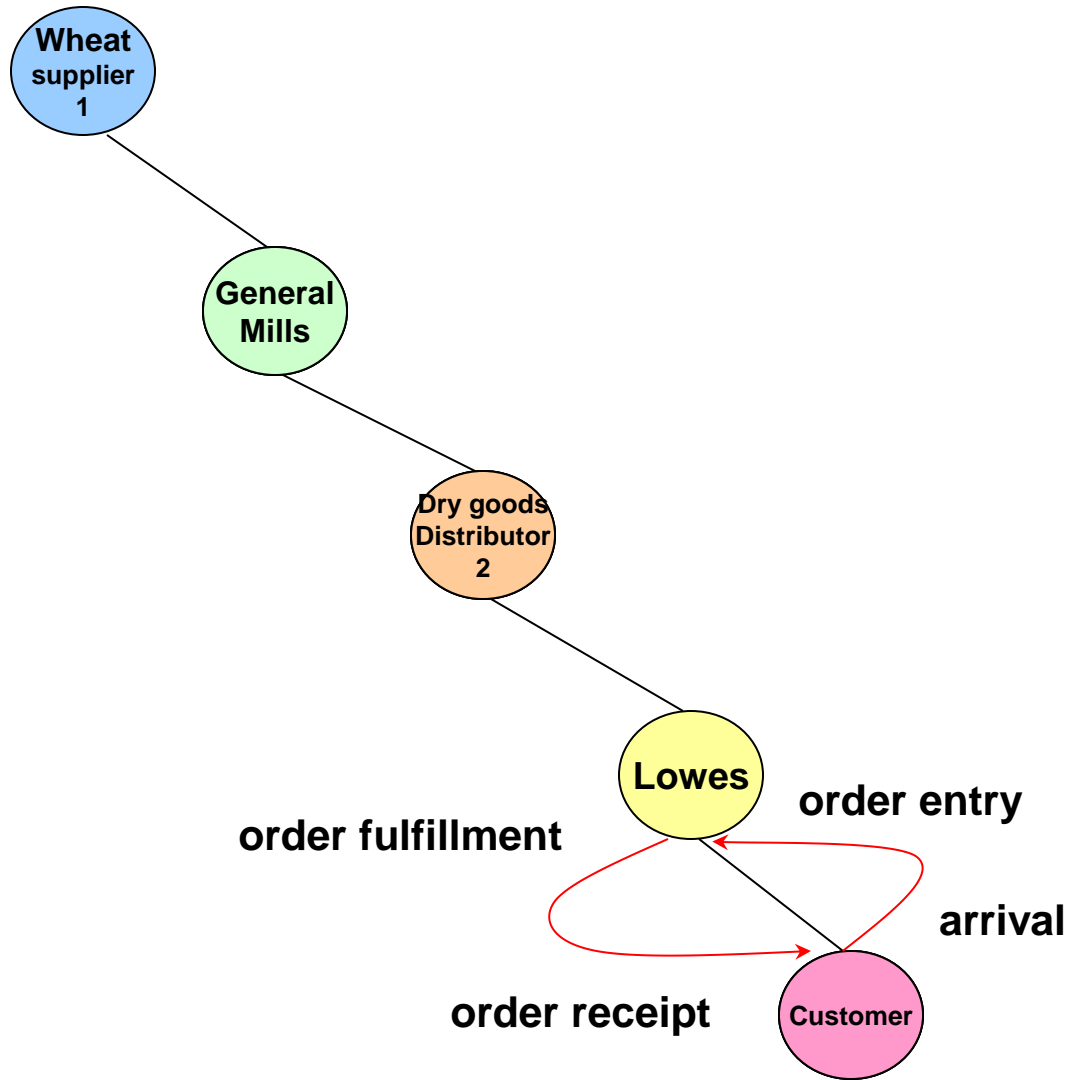 Wheat
supplier
1
General
Mills
Dry goods
Distributor
2
Lowes
order entry
order fulfillment
arrival
order receipt
Customer